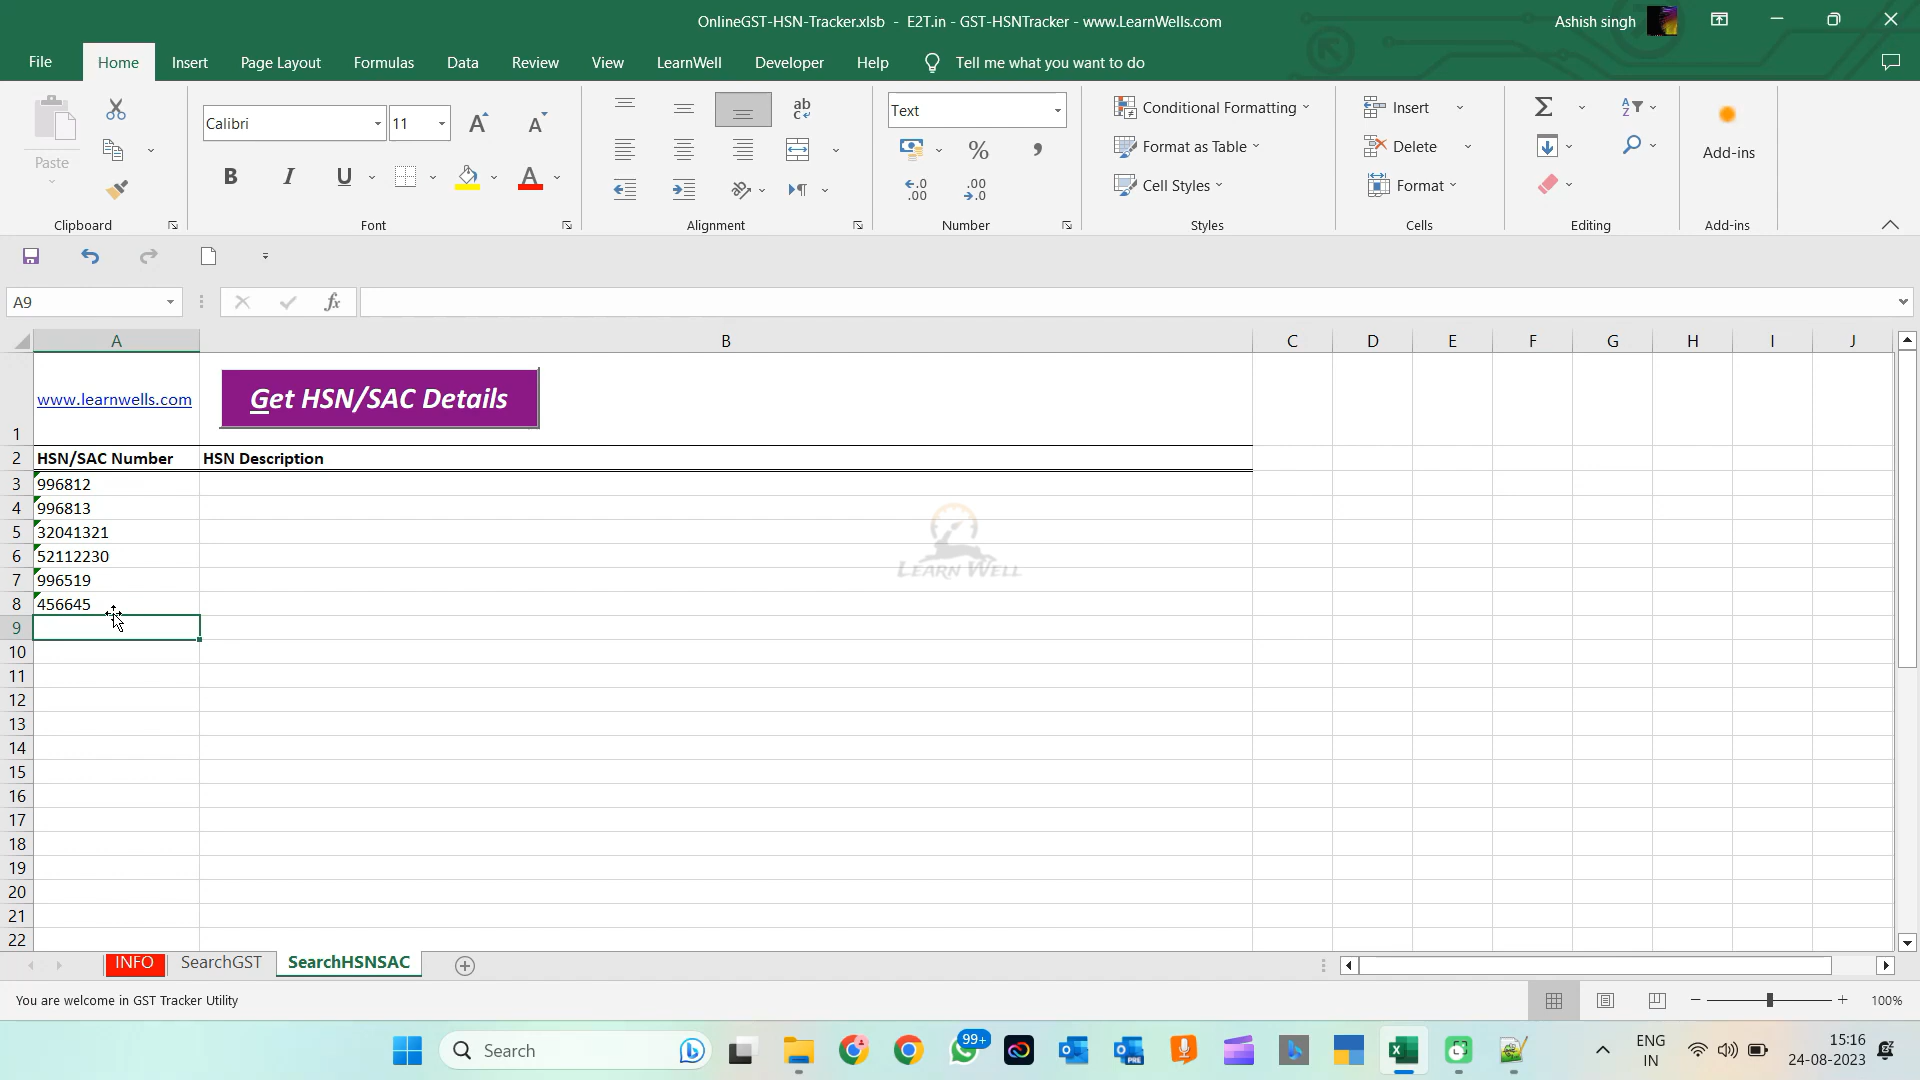 OnlineGST-HSN-Tracker.xlsb - E2T.in - GST-HSNTracker - www.LearnWells.com
Ashish singh
File Home Insert Page Layout Formulas Data Review View LearnWell Developer Help Tell me what you want to do
Paste
Clipboard
Calibri 11
B I U A
Font
ab
Alignment
Text
Number
Conditional Formatting
Format as Table
Cell Styles
Styles
Insert
Delete
Format
Cells
Editing
Add-ins
Add-ins
A9 fx
A B C D E F G H I J
1 www.learnwells.com Get HSN/SAC Details
2 HSN/SAC Number HSN Description
3 996812
4 996813
5 32041321
6 52112230
7 996519
8 456645
9
10
11
12
13
14
15
16
17
18
19
20
21
22
LEARN WELL
INFO SearchGST SearchHSNSAC
You are welcome in GST Tracker Utility
100%
Search
99+
PRE
ENG
IN
15:16
24-08-2023